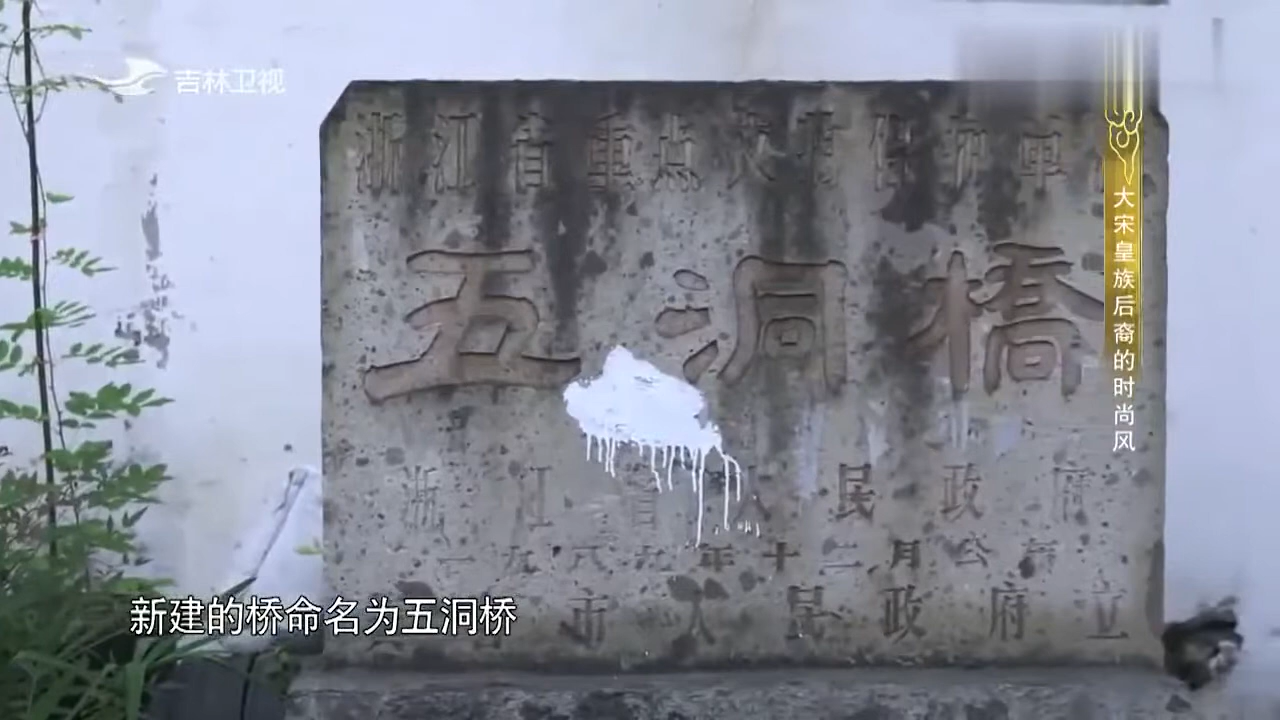 吉林卫视
浙江省重点文物保护单
五洞橋
浙江省人民政府
一九八九年十二月公布
市人民政府立
大宋皇族后裔的时尚风
新建的桥命名为五洞桥